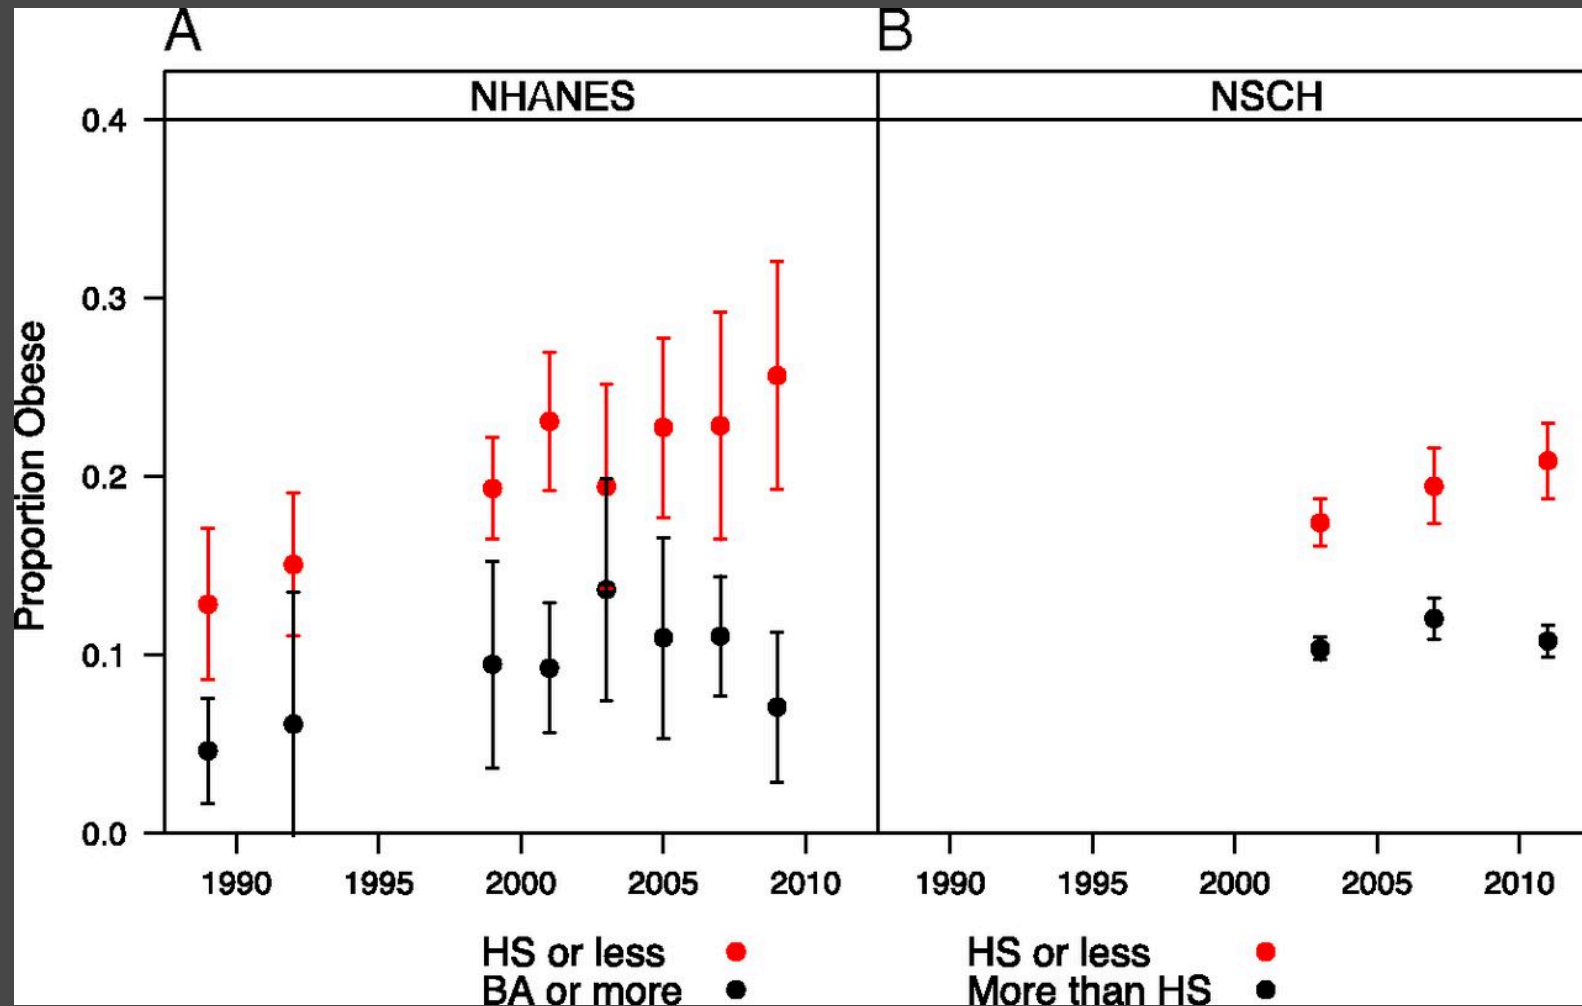 A
B
NHANES
NSCH
0.4
0.3
0.2
0.1
0.0
Proportion Obese
1990 1995 2000 2005 2010
1990 1995 2000 2005 2010
HS or less
BA or more
HS or less
More than HS